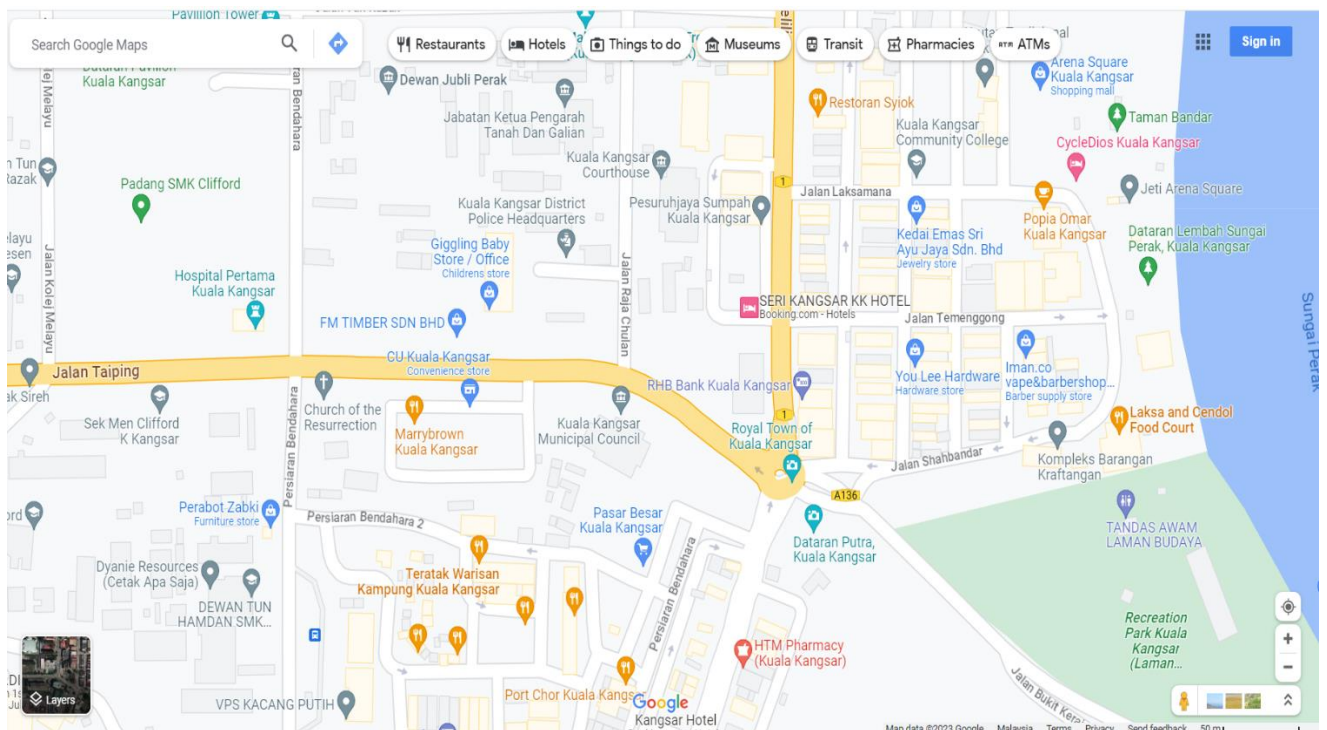 Pavillion Tower
Search Google Maps
Restaurants
Hotels
Things to do
Museums
Transit
Pharmacies
ATMs
Sign in
Dataran Pavilion
Kuala Kangsar
Dewan Jubli Perak
Jabatan Ketua Pengarah
Tanah Dan Galian
Restoran Syiok
Arena Square
Kuala Kangsar
Shopping mall
Kuala Kangsar
Community College
Taman Bandar
CycleDios Kuala Kangsar
Persiaran Bendahara
Kuala Kangsar
Courthouse
Padang SMK Clifford
1
Jalan Laksamana
Jeti Arena Square
Kuala Kangsar District
Police Headquarters
Pesuruhjaya Sumpah
Kuala Kangsar
Popia Omar
Kuala Kangsar
Kedai Emas Sri
Ayu Jaya Sdn. Bhd
Jewelry store
Dataran Lembah Sungai
Perak, Kuala Kangsar
Giggling Baby
Store / Office
Childrens store
Jalan Kolej Melayu
Jalan Raja Chulan
Hospital Pertama
Kuala Kangsar
SERI KANGSAR KK HOTEL
Booking.com - Hotels
Jalan Temenggong
Sungai Perak
FM TIMBER SDN BHD
CU Kuala Kangsar
Convenience store
Jalan Taiping
RHB Bank Kuala Kangsar
You Lee Hardware
Hardware store
Iman.co
vape&barbershop...
Barber supply store
Church of the
Resurrection
Sek Men Clifford
K Kangsar
Marrybrown
Kuala Kangsar
Kuala Kangsar
Municipal Council
1
Royal Town of
Kuala Kangsar
Laksa and Cendol
Food Court
Jalan Shahbandar
Kompleks Barangan
Kraftangan
Persiaran Bendahara
A136
Perabot Zabki
Furniture store
Persiaran Bendahara 2
Pasar Besar
Kuala Kangsar
Dataran Putra,
Kuala Kangsar
TANDAS AWAM
LAMAN BUDAYA
Dyanie Resources
(Cetak Apa Saja)
Teratak Warisan
Kampung Kuala Kangsar
DEWAN TUN
HAMDAN SMK...
Persiaran Bendahara
Recreation
Park Kuala
Kangsar
(Laman...
HTM Pharmacy
(Kuala Kangsar)
Layers
VPS KACANG PUTIH
Port Chor Kuala Kangsar
Google
Kangsar Hotel
Map data ©2023 Google
Malaysia
Terms
Privacy
Send feedback
50 m